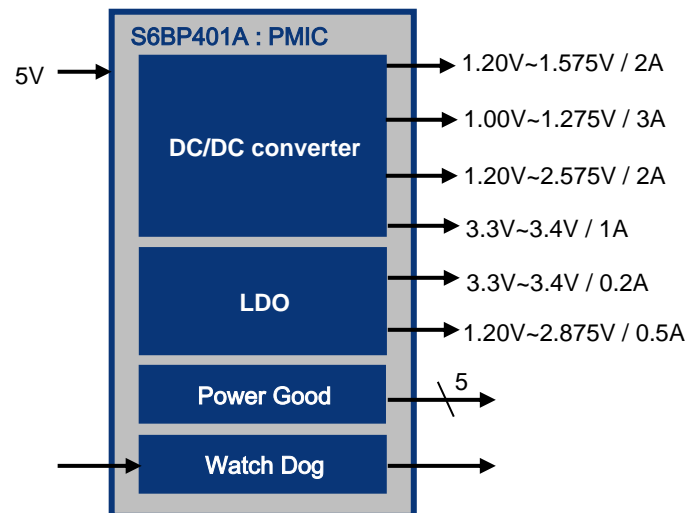 S6BP401A : PMIC
5V
DC/DC converter
1.20V~1.575V / 2A
1.00V~1.275V / 3A
1.20V~2.575V / 2A
3.3V~3.4V / 1A
LDO
3.3V~3.4V / 0.2A
1.20V~2.875V / 0.5A
Power Good
5
Watch Dog